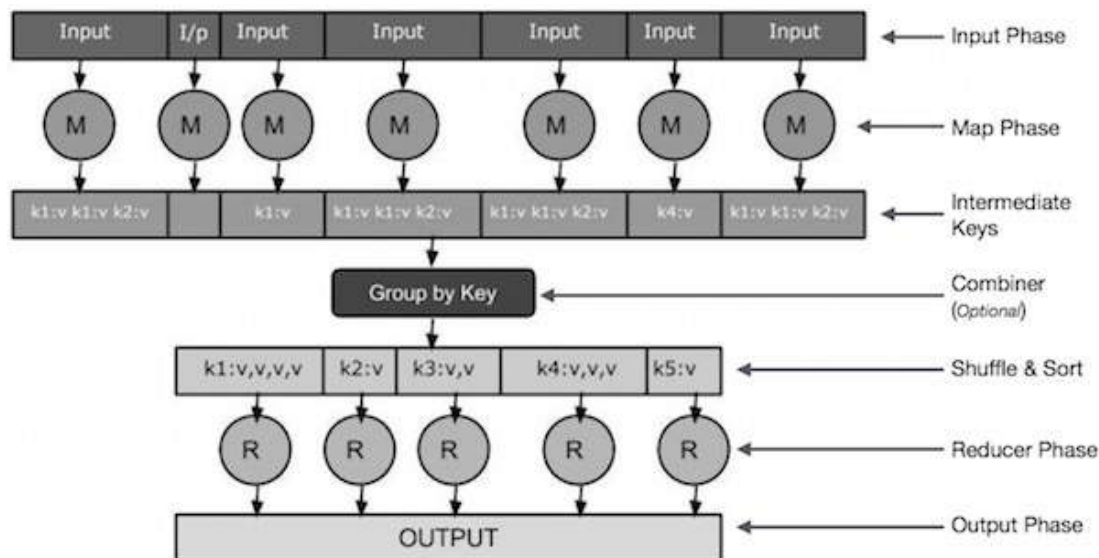 Input I/p Input Input Input Input Input
Input Phase
M M M M M M M
Map Phase
k1:v k1:v k2:v k1:v k1:v k1:v k2:v k1:v k1:v k2:v k4:v k1:v k1:v k2:v
Intermediate
Keys
Group by Key
Combiner
(Optional)
k1:v,v,v,v k2:v k3:v,v k4:v,v,v k5:v
Shuffle & Sort
R R R R R
Reducer Phase
OUTPUT
Output Phase